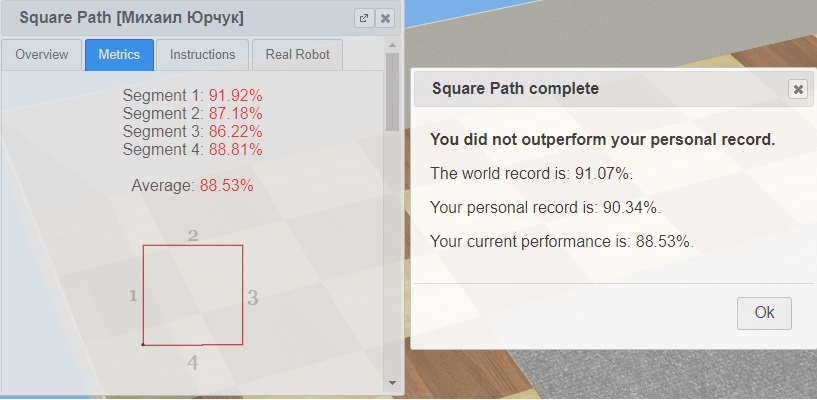 Square Path [Михаил Юрчук]
Overview
Metrics
Instructions
Real Robot
Segment 1: 91.92%
Segment 2: 87.18%
Segment 3: 86.22%
Segment 4: 88.81%
Average: 88.53%
2
1
3
4
Square Path complete
You did not outperform your personal record.
The world record is: 91.07%.
Your personal record is: 90.34%.
Your current performance is: 88.53%.
Ok